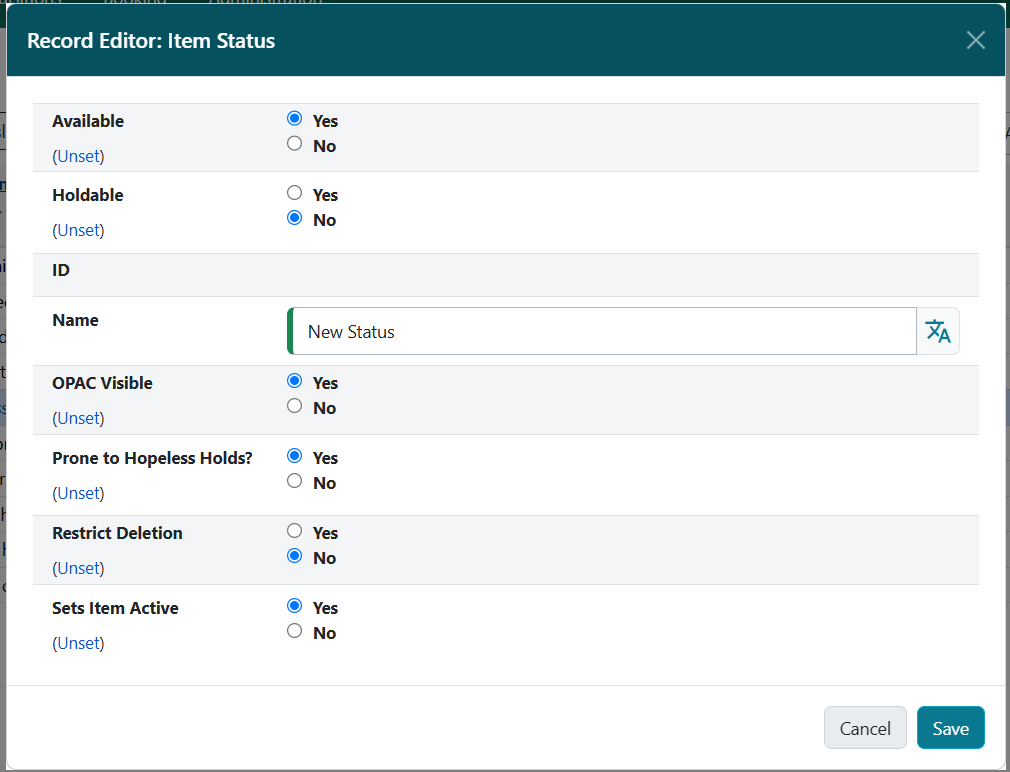 Record Editor: Item Status
Available
Yes
No
(Unset)
Holdable
Yes
No
(Unset)
ID
Name
New Status
OPAC Visible
Yes
No
(Unset)
Prone to Hopeless Holds?
Yes
No
(Unset)
Restrict Deletion
Yes
No
(Unset)
Sets Item Active
Yes
No
(Unset)
Cancel
Save